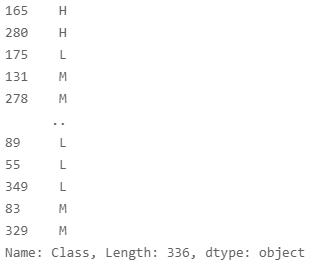 165    H
280    H
175    L
131    M
278    M
..
89     L
55     L
349    L
83     M
329    M
Name: Class, Length: 336, dtype: object